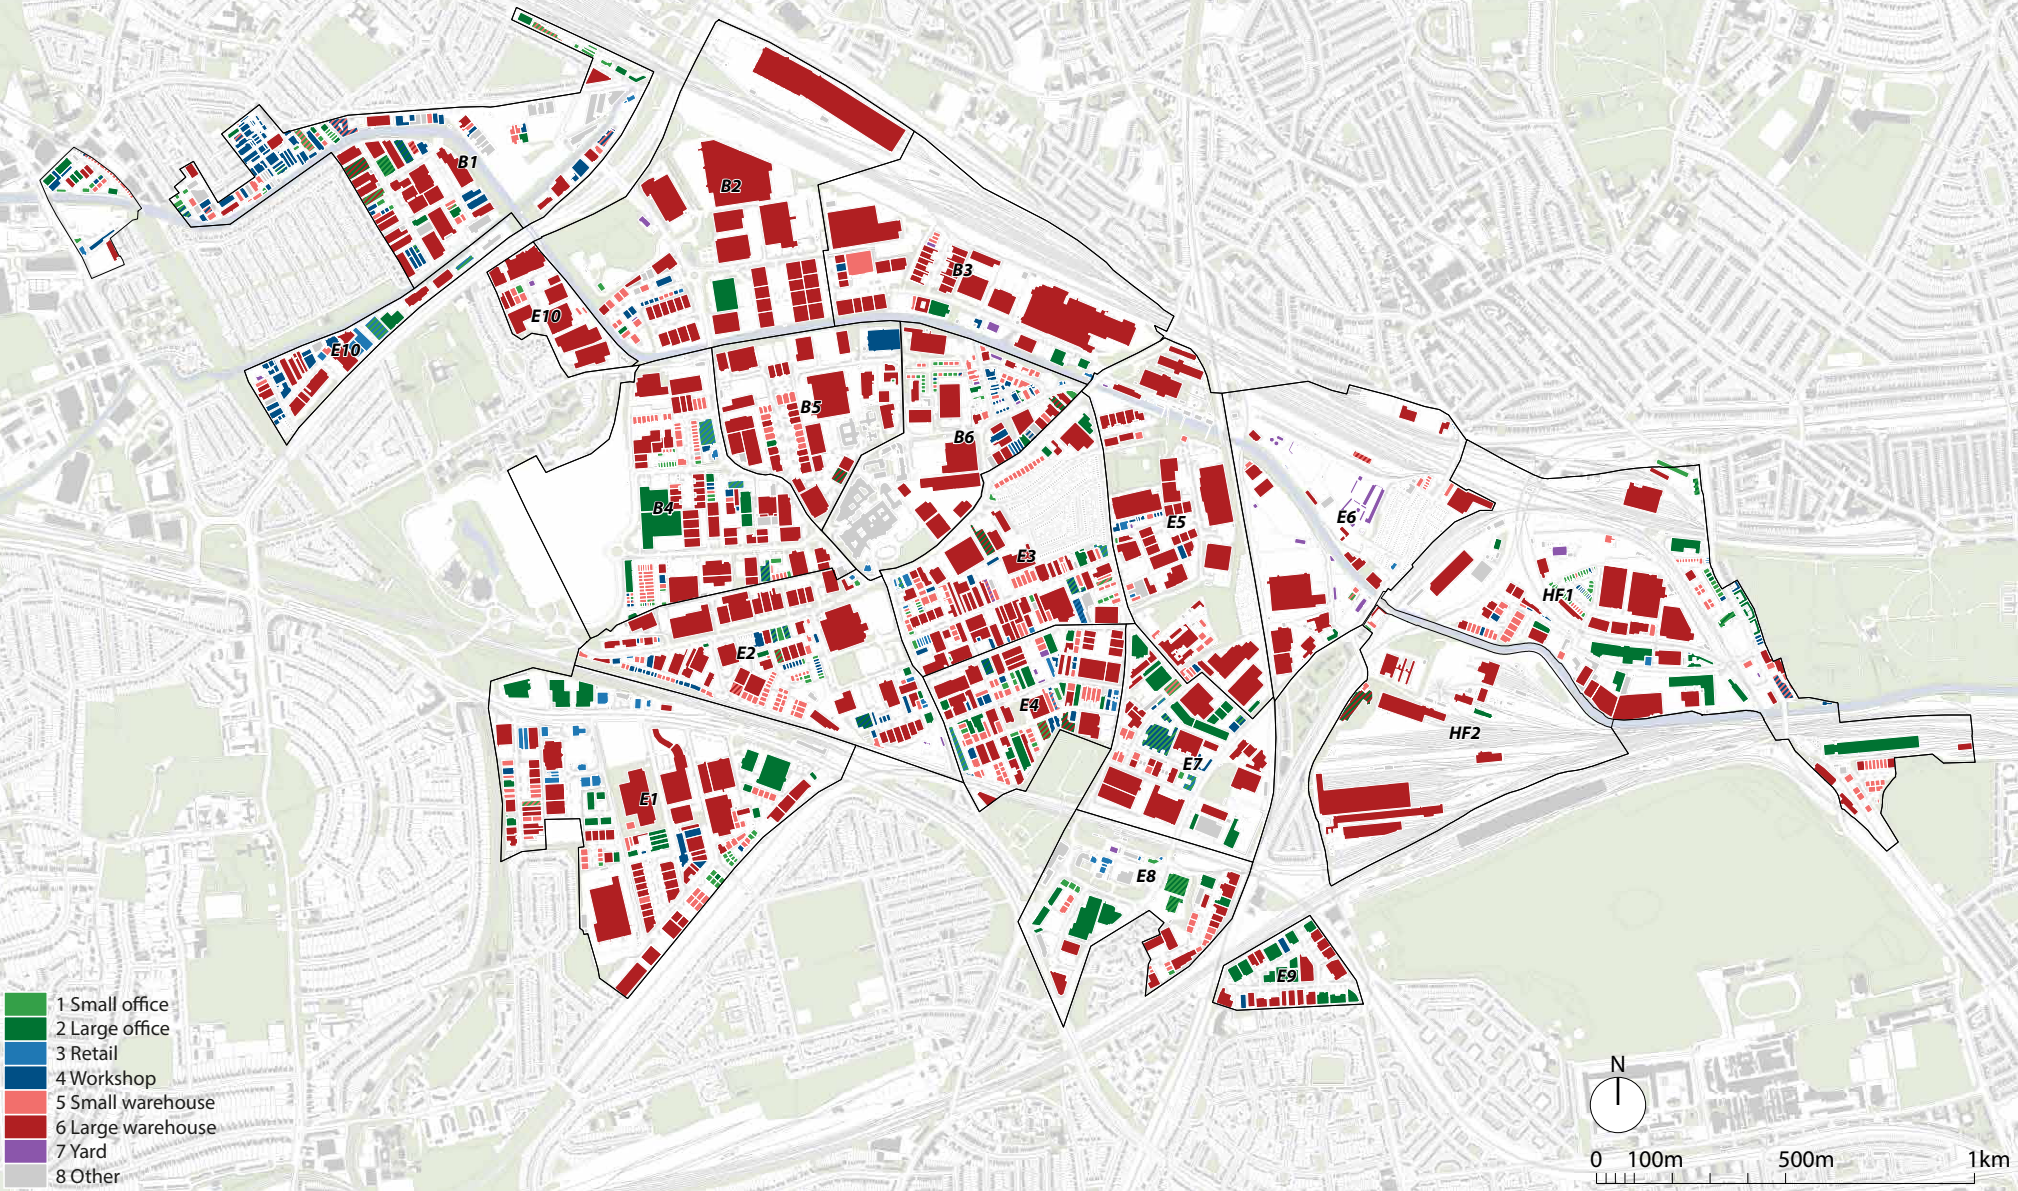 B1
B2
B3
E10
E10
B5
B6
B4
E5
E6
E3
HF1
E2
E4
HF2
E7
E1
E8
E9
1 Small office
2 Large office
3 Retail
4 Workshop
5 Small warehouse
6 Large warehouse
7 Yard
8 Other
N
0 100m 500m 1km